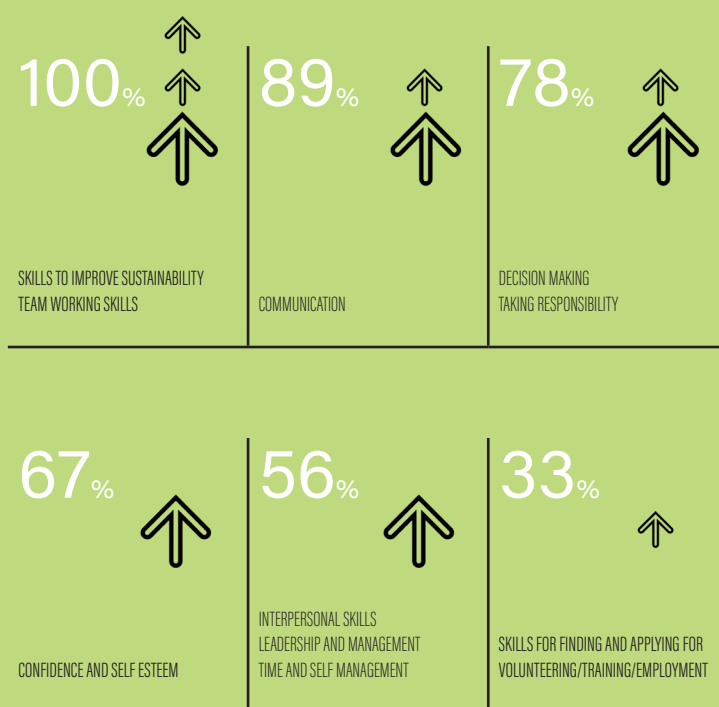 100%
SKILLS TO IMPROVE SUSTAINABILITY
TEAM WORKING SKILLS
89%
COMMUNICATION
78%
DECISION MAKING
TAKING RESPONSIBILITY
67%
CONFIDENCE AND SELF ESTEEM
56%
INTERPERSONAL SKILLS
LEADERSHIP AND MANAGEMENT
TIME AND SELF MANAGEMENT
33%
SKILLS FOR FINDING AND APPLYING FOR
VOLUNTEERING/TRAINING/EMPLOYMENT